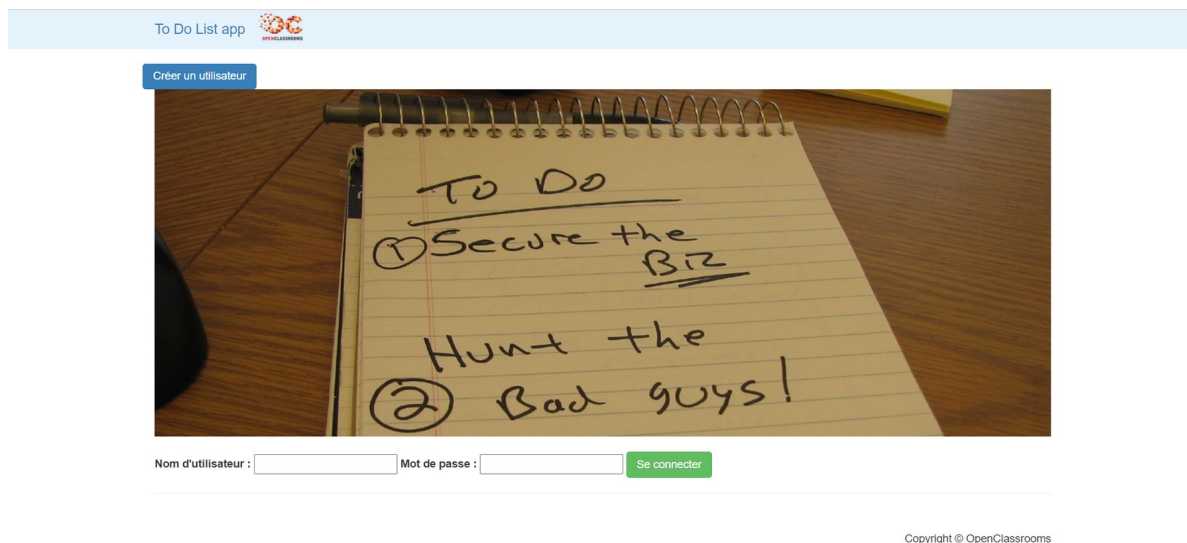 To Do List app
OC
OPENCLASSROOMS
Créer un utilisateur
To Do
1 Secure the
Biz
Hunt the
2 Bad guys!
Nom d'utilisateur : Mot de passe : Se connecter
Copyright © OpenClassrooms